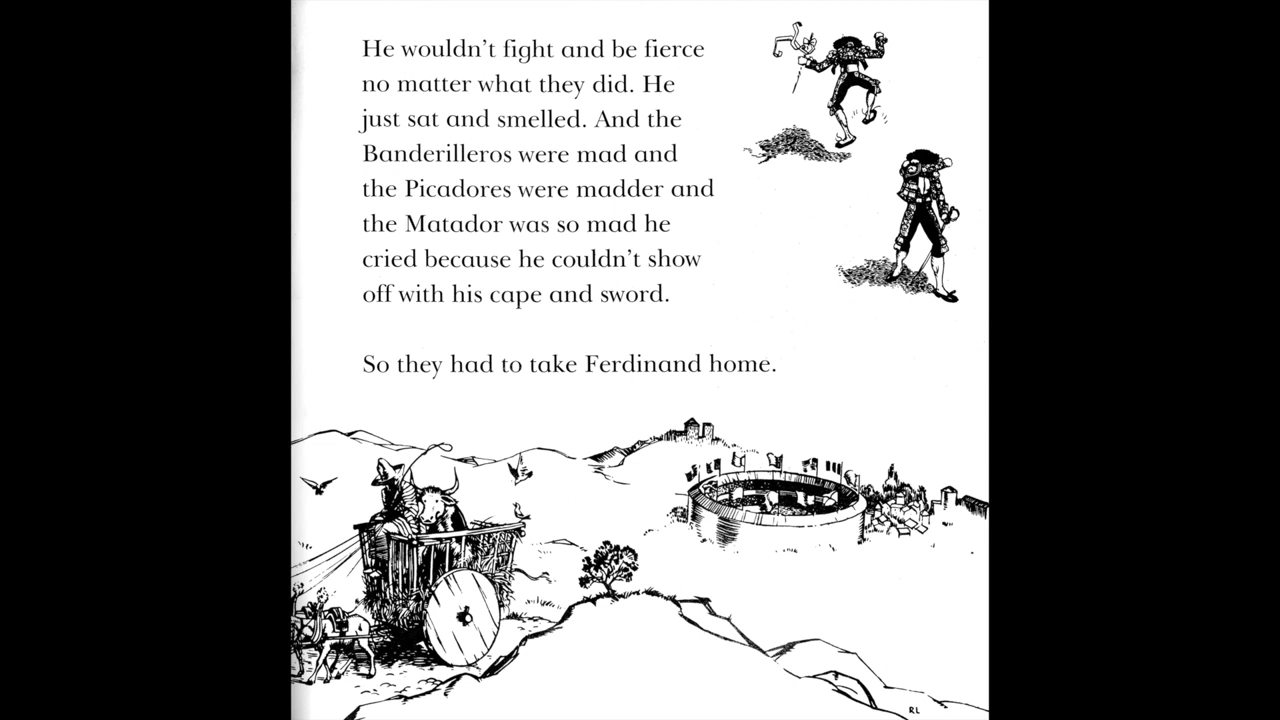 He wouldn't fight and be fierce
no matter what they did. He
just sat and smelled. And the
Banderilleros were mad and
the Picadores were madder and
the Matador was so mad he
cried because he couldn't show
off with his cape and sword.
So they had to take Ferdinand home.
RL